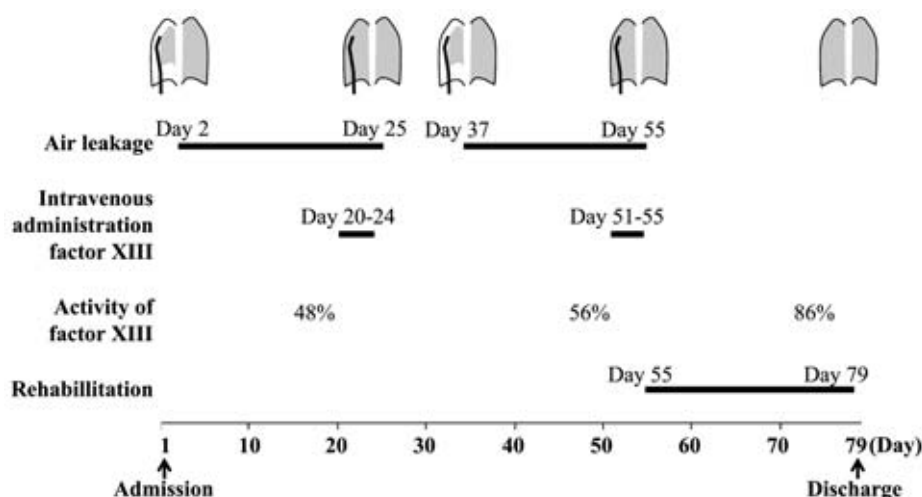 Day 2 Day 25 Day 37 Day 55
Air leakage
Intravenous
administration
factor XIII
Day 20-24 Day 51-55
Activity of
factor XIII
48% 56% 86%
Day 55 Day 79
Rehabillitation
1 10 20 30 40 50 60 70 79 (Day)
Admission Discharge